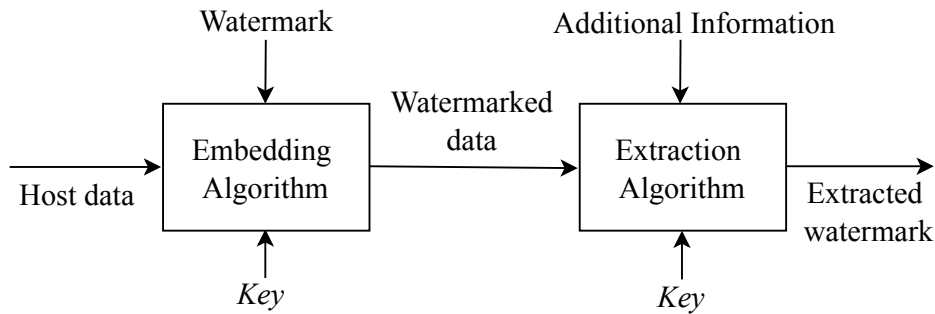 Watermark
Additional Information
Watermarked
data
Embedding
Algorithm
Extraction
Algorithm
Host data
Extracted
watermark
Key
Key